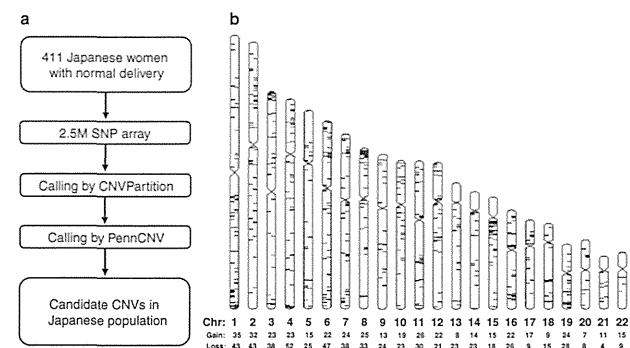 a
411 Japanese women
with normal delivery
2.5M SNP array
Calling by CNVPartition
Calling by PennCNV
Candidate CNVs in
Japanese population
b
Chr: 1 2 3 4 5 6 7 8 9 10 11 12 13 14 15 16 17 18 19 20 21 22
Gain: 35 32 23 23 15 22 24 25 13 19 26 22 8 14 15 22 17 9 24 7 11 15
Loss: 43 43 38 52 25 47 38 33 24 23 30 21 23 23 18 26 9 15 28 8 4 9